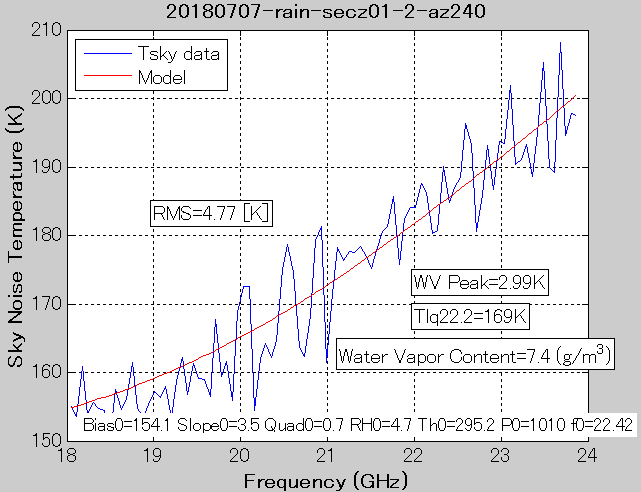 20180707-rain-secz01-2-az240
210
200
190
180
170
160
150
Sky Noise Temperature (K)
Tsky data
Model
RMS=4.77 [K]
WV Peak=2.99K
Tlq22.2=169K
Water Vapor Content=7.4 (g/m³)
Bias0=154.1 Slope0=3.5 Quad0=0.7 RH0=4.7 Th0=295.2 P0=1010 f0=22.42
18 19 20 21 22 23 24
Frequency (GHz)